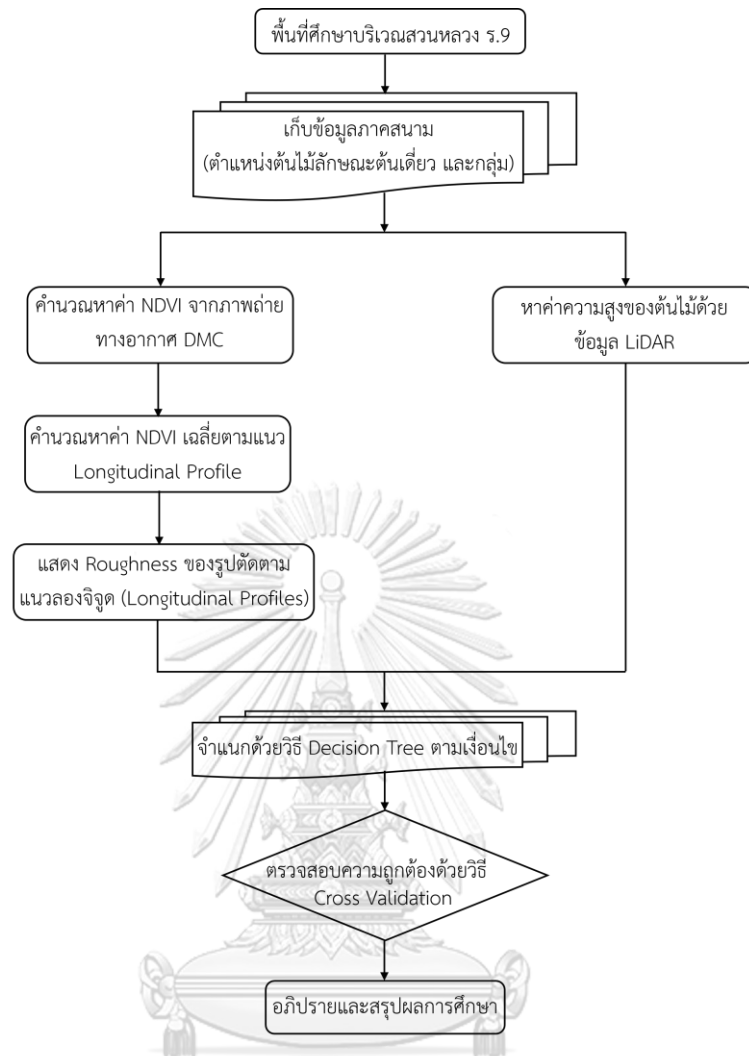 พื้นที่ศึกษาบริเวณสวนหลวง ร.9
เก็บข้อมูลภาคสนาม
(ตำแหน่งต้นไม้ลักษณะต้นเดี่ยว และกลุ่ม)
คำนวณหาค่า NDVI จากภาพถ่าย
ทางอากาศ DMC
หาค่าความสูงของต้นไม้ด้วย
ข้อมูล LiDAR
คำนวณหาค่า NDVI เฉลี่ยตามแนว
Longitudinal Profile
แสดง Roughness ของรูปตัดตาม
แนวลองจิจูด (Longitudinal Profiles)
จำแนกด้วยวิธี Decision Tree ตามเงื่อนไข
ตรวจสอบความถูกต้องด้วยวิธี
Cross Validation
อภิปรายและสรุปผลการศึกษา